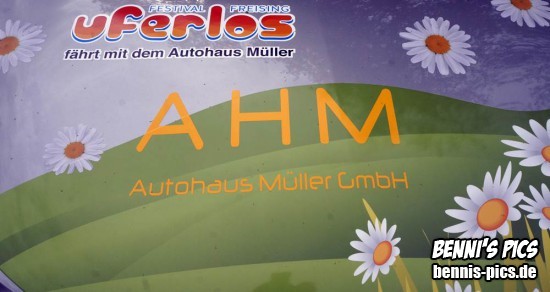 FESTIVAL FREISING
uferlos
fährt mit dem Autohaus Müller
AHM
Autohaus Müller GmbH
BENNI'S PICS
bennis-pics.de